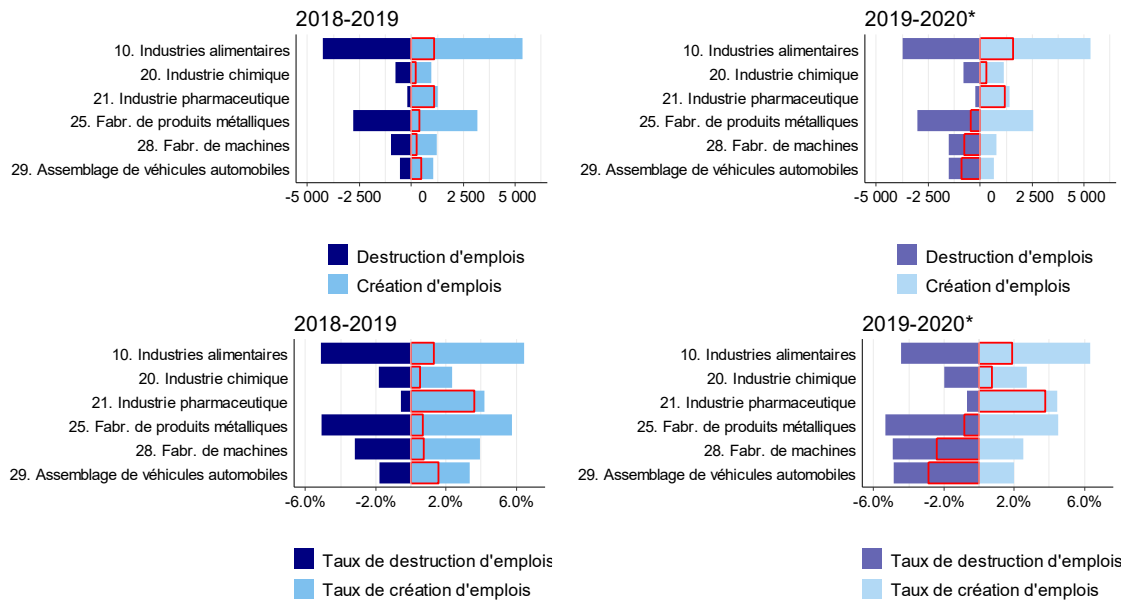 2018-2019
10. Industries alimentaires
20. Industrie chimique
21. Industrie pharmaceutique
25. Fabr. de produits métalliques
28. Fabr. de machines
29. Assemblage de véhicules automobiles
-5 000 -2 500 0 2 500 5 000
Destruction d'emplois
Création d'emplois
2019-2020*
10. Industries alimentaires
20. Industrie chimique
21. Industrie pharmaceutique
25. Fabr. de produits métalliques
28. Fabr. de machines
29. Assemblage de véhicules automobiles
-5 000 -2 500 0 2 500 5 000
Destruction d'emplois
Création d'emplois
2018-2019
10. Industries alimentaires
20. Industrie chimique
21. Industrie pharmaceutique
25. Fabr. de produits métalliques
28. Fabr. de machines
29. Assemblage de véhicules automobiles
-6.0% -2.0% 2.0% 6.0%
Taux de destruction d'emplois
Taux de création d'emplois
2019-2020*
10. Industries alimentaires
20. Industrie chimique
21. Industrie pharmaceutique
25. Fabr. de produits métalliques
28. Fabr. de machines
29. Assemblage de véhicules automobiles
-6.0% -2.0% 2.0% 6.0%
Taux de destruction d'emplois
Taux de création d'emplois